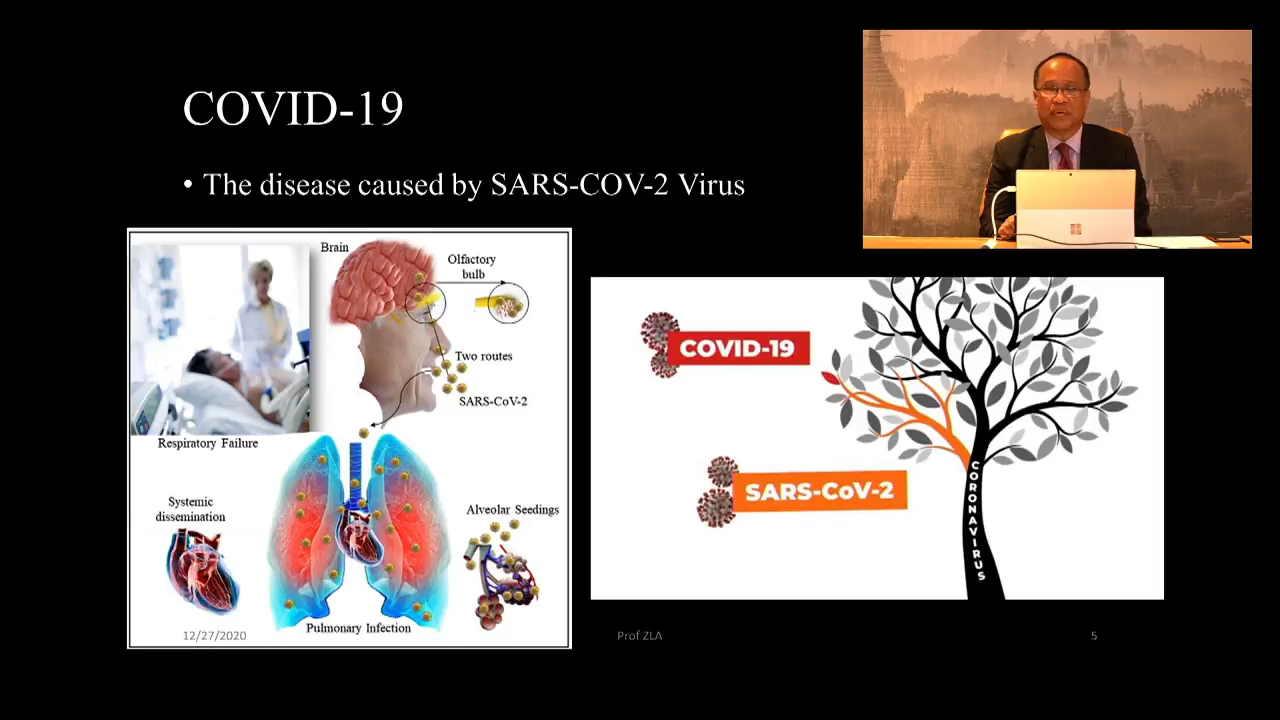 COVID-19
• The disease caused by SARS-COV-2 Virus
Brain
Olfactory
bulb
Two routes
SARS-CoV-2
Respiratory Failure
Systemic
dissemination
Alveolar Seedings
Pulmonary Infection
COVID-19
SARS-CoV-2
CORONAVIRUS
12/27/2020
Prof ZLA
5